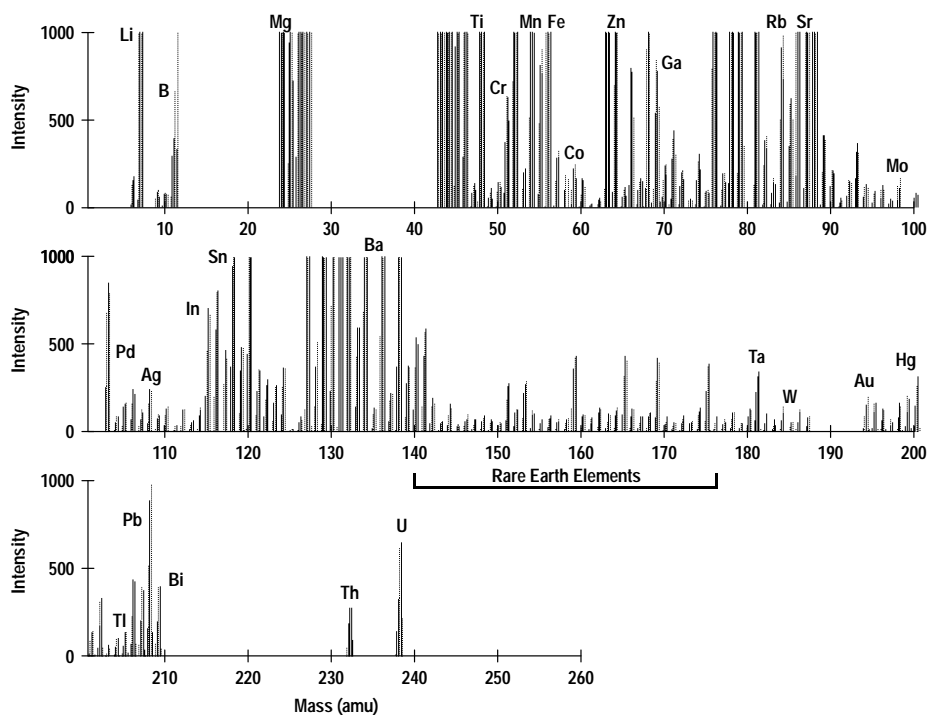 Li B Mg Ti Cr Mn Fe Co Zn Ga Rb Sr Mo
Intensity
1000
500
0
10 20 30 40 50 60 70 80 90 100
Pd Ag In Sn Ba Ta W Au Hg
Intensity
1000
500
0
110 120 130 140 150 160 170 180 190 200
Rare Earth Elements
Tl Pb Bi Th U
Intensity
1000
500
0
210 220 230 240 250 260
Mass (amu)